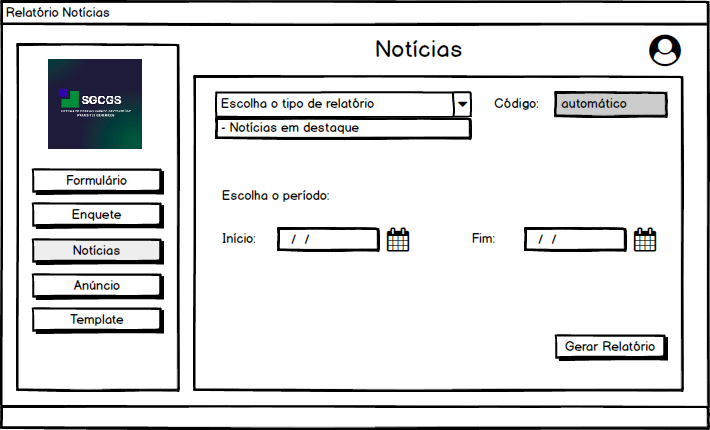 Relatório Notícias
Notícias
SGCGS
Formulário
Enquete
Notícias
Anúncio
Template
Escolha o tipo de relatório
- Notícias em destaque
Código:
automático
Escolha o período:
Início:
/ /
Fim:
/ /
Gerar Relatório